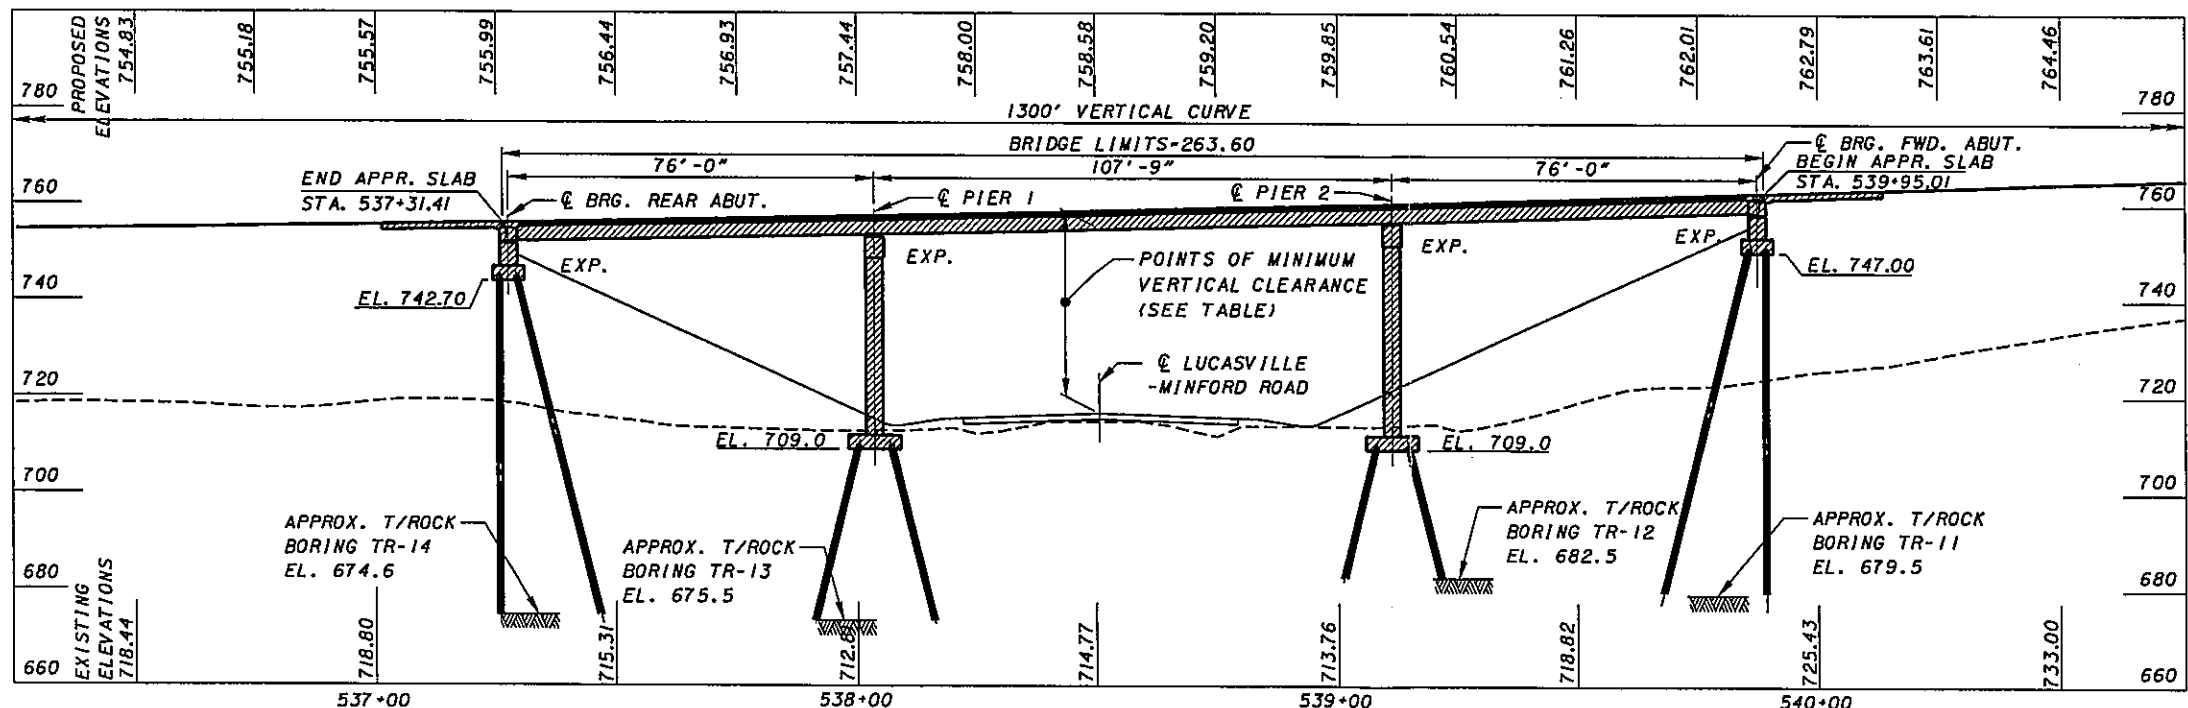 PROPOSED
ELEVATIONS
754.83
755.18
755.57
755.99
756.44
756.93
757.44
758.00
758.58
759.20
759.85
760.54
761.26
762.01
762.79
763.61
764.46
780
780
1300' VERTICAL CURVE
BRIDGE LIMITS=263.60
℄ BRG. FWD. ABUT.
76'-0"
107'-9"
76'-0"
BEGIN APPR. SLAB
STA. 539+95.01
END APPR. SLAB
STA. 537+31.41
760
℄ BRG. REAR ABUT.
℄ PIER 1
℄ PIER 2
760
EXP.
EXP.
EXP.
EXP.
POINTS OF MINIMUM
VERTICAL CLEARANCE
(SEE TABLE)
EL. 742.70
EL. 747.00
740
740
℄ LUCASVILLE
-MINFORD ROAD
720
720
EL. 709.0
EL. 709.0
700
700
APPROX. T/ROCK
BORING TR-14
EL. 674.6
APPROX. T/ROCK
BORING TR-13
EL. 675.5
APPROX. T/ROCK
BORING TR-12
EL. 682.5
APPROX. T/ROCK
BORING TR-11
EL. 679.5
680
680
EXISTING
ELEVATIONS
718.44
718.80
715.31
712.81
714.77
713.76
718.82
725.43
733.00
660
660
537+00
538+00
539+00
540+00